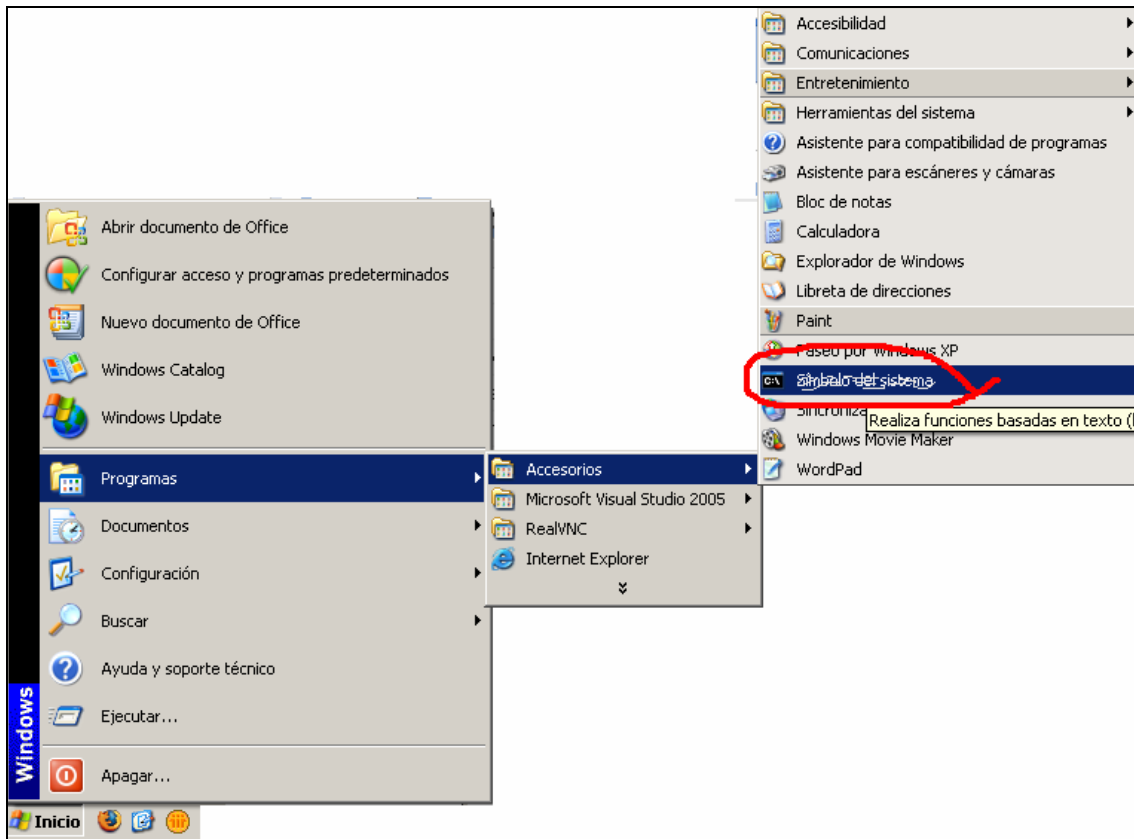 Accesibilidad
Comunicaciones
Entretenimiento
Herramientas del sistema
Asistente para compatibilidad de programas
Asistente para escáneres y cámaras
Bloc de notas
Calculadora
Explorador de Windows
Libreta de direcciones
Paint
Paseo por Windows XP
C:\ Símbolo del sistema
Sincroniza
Realiza funciones basadas en texto (
Windows Movie Maker
WordPad
Abrir documento de Office
Configurar acceso y programas predeterminados
Nuevo documento de Office
Windows Catalog
Windows Update
Programas
Documentos
Configuración
Buscar
Ayuda y soporte técnico
Ejecutar...
Apagar...
Accesorios
Microsoft Visual Studio 2005
RealVNC
Internet Explorer
Windows
Inicio